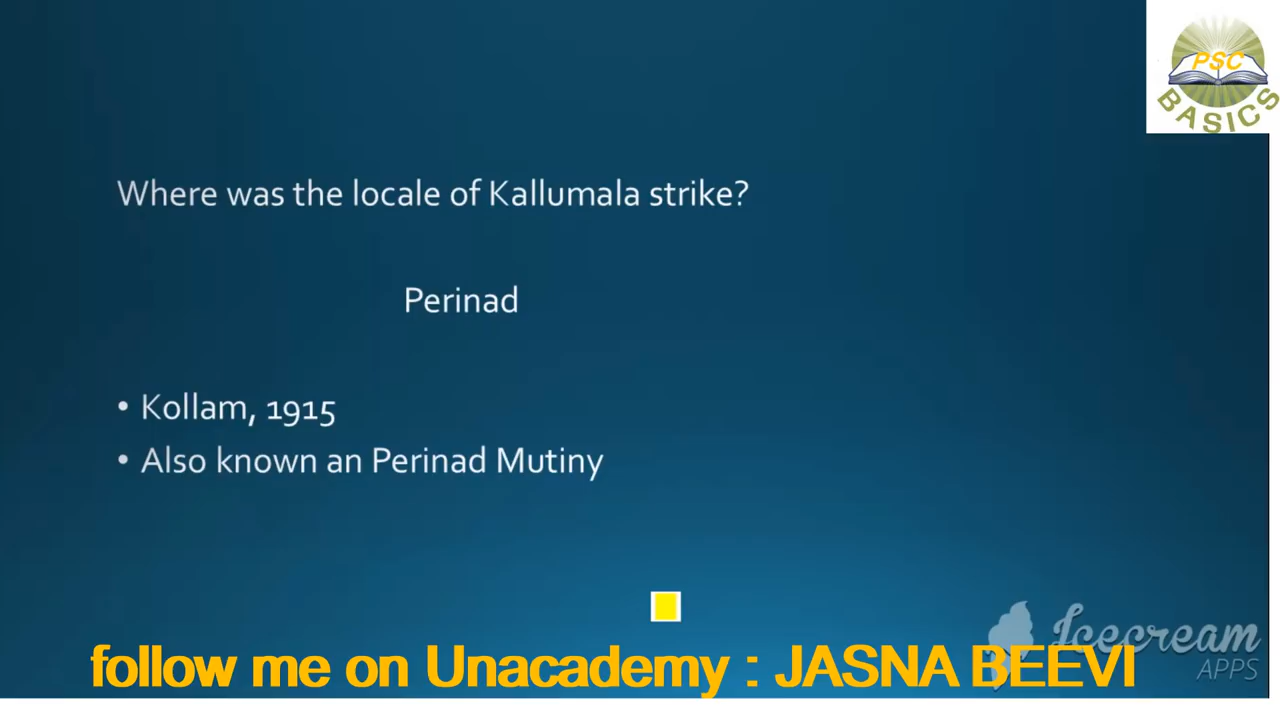 PSC
BASICS
Where was the locale of Kallumala strike?
Perinad
• Kollam, 1915
• Also known an Perinad Mutiny
Icecream
APPS
follow me on Unacademy : JASNA BEEVI